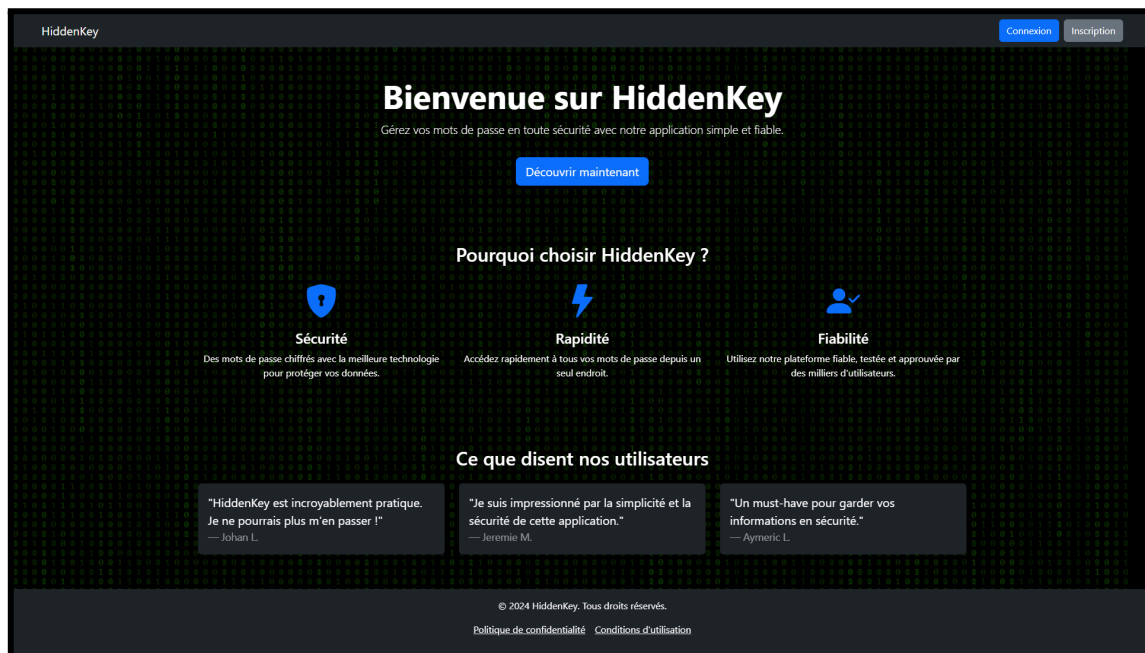 HiddenKey
Connexion
Inscription
Bienvenue sur HiddenKey
Gérez vos mots de passe en toute sécurité avec notre application simple et fiable.
Découvrir maintenant
Pourquoi choisir HiddenKey ?
Sécurité
Des mots de passe chiffrés avec la meilleure technologie
pour protéger vos données.
Rapidité
Accédez rapidement à tous vos mots de passe depuis un
seul endroit.
Fiabilité
Utilisez notre plateforme fiable, testée et approuvée par
des milliers d'utilisateurs.
Ce que disent nos utilisateurs
"HiddenKey est incroyablement pratique.
Je ne pourrais plus m'en passer !"
— Johan L.
"Je suis impressionné par la simplicité et la
sécurité de cette application."
— Jeremie M.
"Un must-have pour garder vos
informations en sécurité."
— Aymeric L.
© 2024 HiddenKey. Tous droits réservés.
Politique de confidentialité Conditions d'utilisation